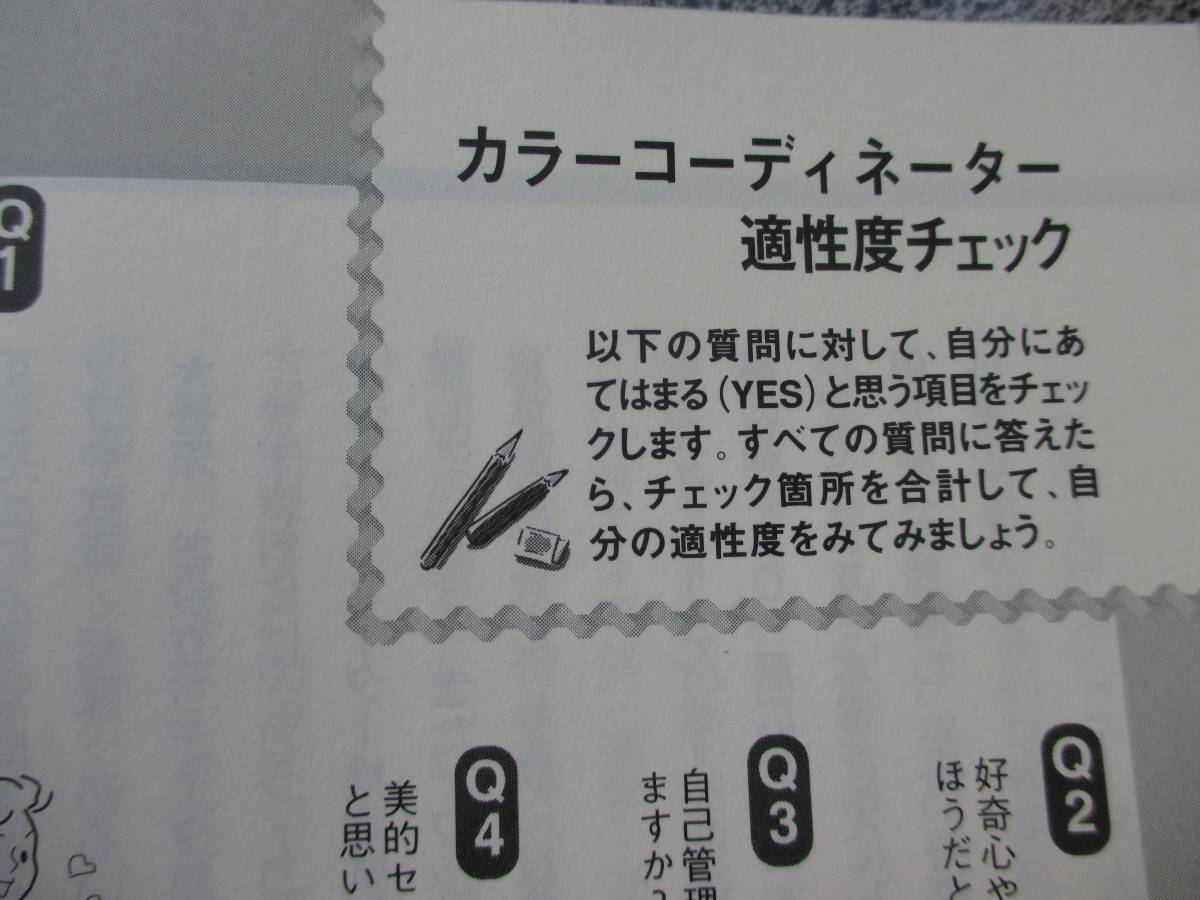 カラーコーディネーター
適性度チェック
以下の質問に対して、自分にあ
てはまる(YES)と思う項目をチェッ
クします。すべての質問に答えた
ら、チェック箇所を合計して、自
分の適性度をみてみましょう。
Q
1
Q
2
好奇心や
ほうだと
Q
3
自己管理
ますか?
Q
4
美的セ
と思い